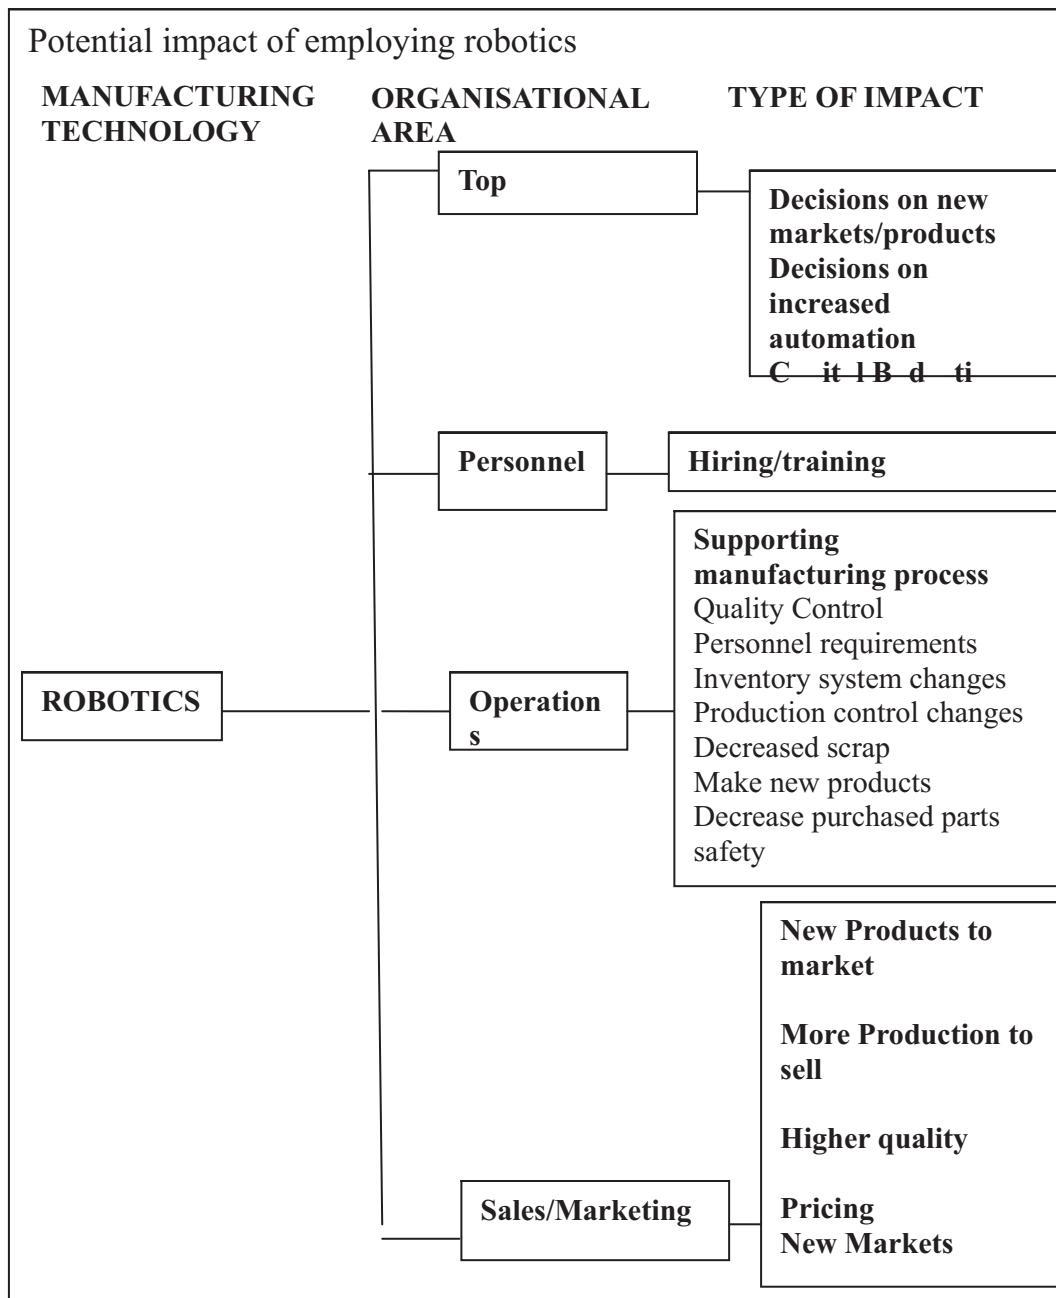 Potential impact of employing robotics
MANUFACTURING
TECHNOLOGY
ORGANISATIONAL
AREA
TYPE OF IMPACT
Top
Decisions on new
markets/products
Decisions on
increased
automation
Personnel
Hiring/training
Supporting
manufacturing process
Quality Control
Personnel requirements
Inventory system changes
Production control changes
Decreased scrap
Make new products
Decrease purchased parts
safety
ROBOTICS
Operation
s
New Products to
market
More Production to
sell
Higher quality
Pricing
New Markets
Sales/Marketing